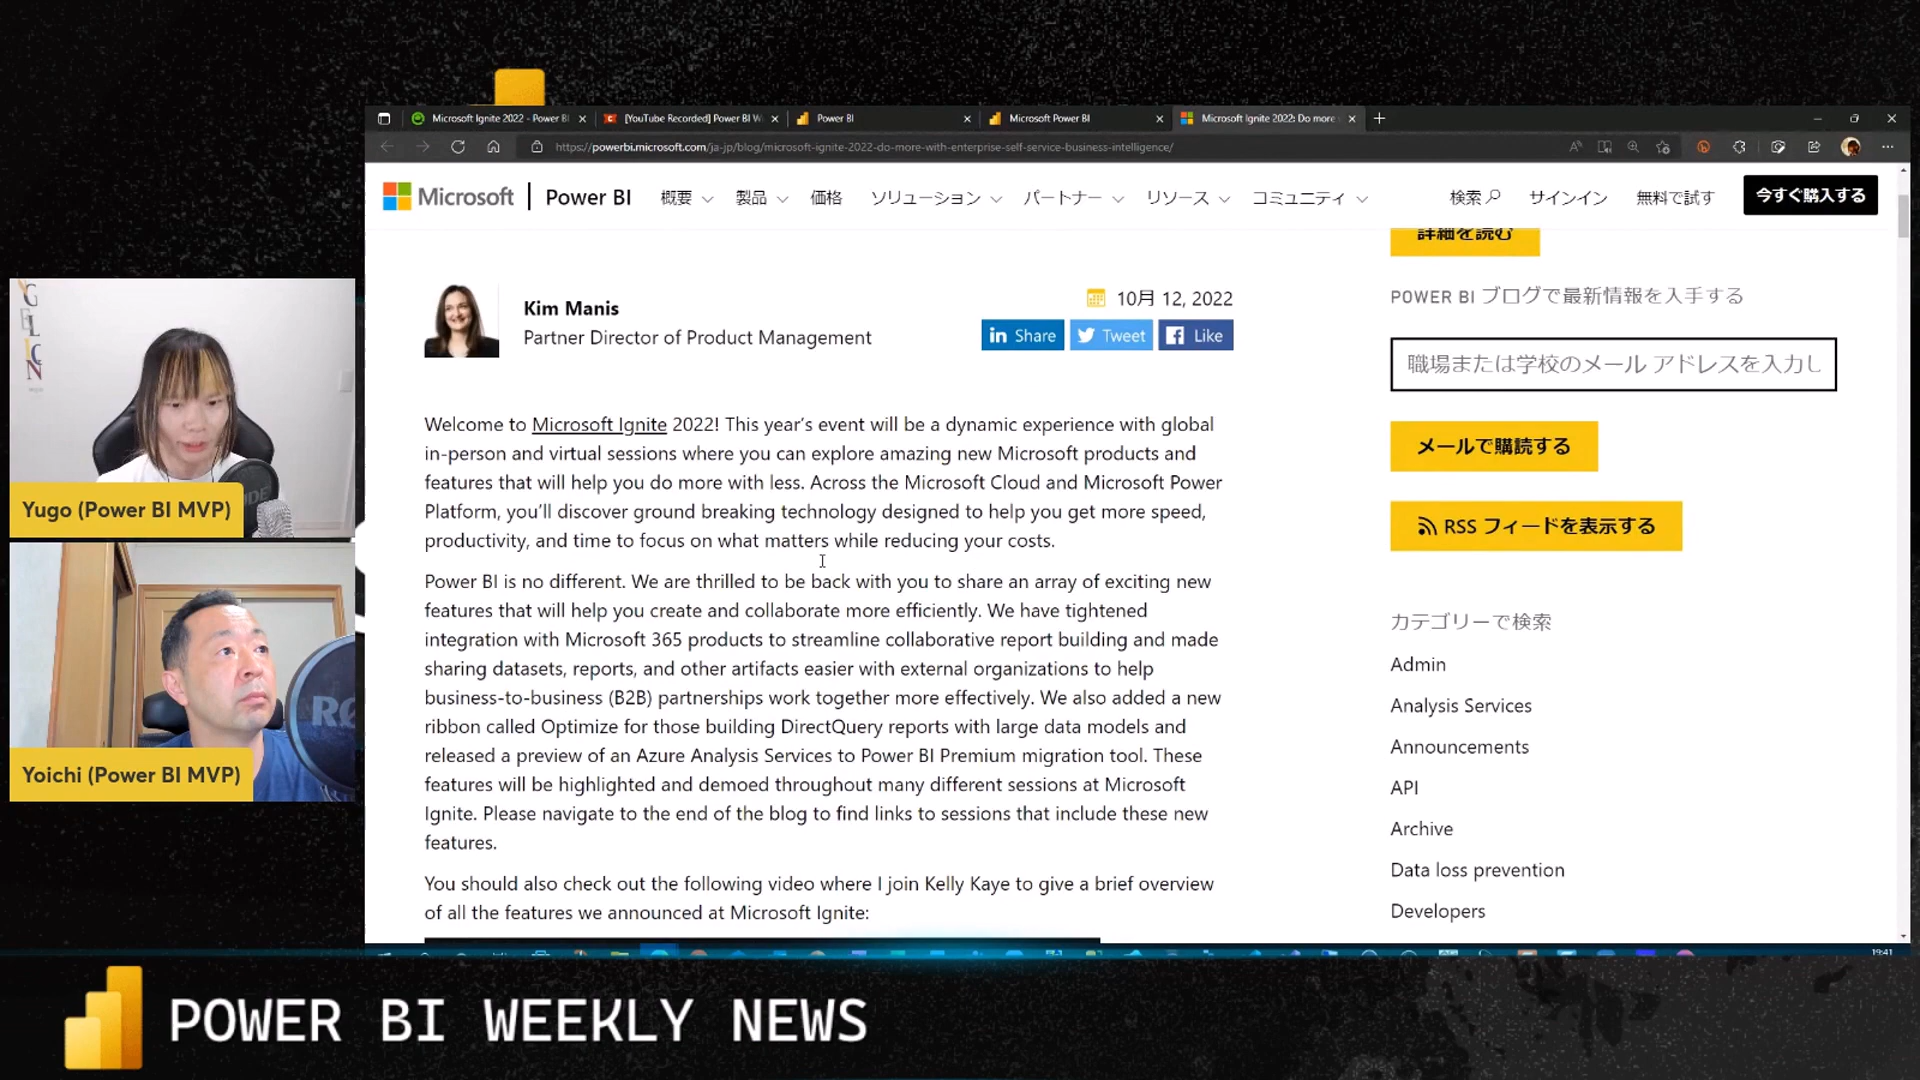 Microsoft Ignite 2022 - Power BI
[YouTube Recorded] Power BI W
Power BI
Microsoft Power BI
Microsoft Ignite 2022: Do more
https://powerbi.microsoft.com/ja-jp/blog/microsoft-ignite-2022-do-more-with-enterprise-self-service-business-intelligence/
Microsoft
Power BI
概要
製品
価格
ソリューション
パートナー
リソース
コミュニティ
検索
サインイン
無料で試す
今すぐ購入する
詳細を読む
Kim Manis
Partner Director of Product Management
10月 12, 2022
in Share
Tweet
Like
Welcome to Microsoft Ignite 2022! This year's event will be a dynamic experience with global
in-person and virtual sessions where you can explore amazing new Microsoft products and
features that will help you do more with less. Across the Microsoft Cloud and Microsoft Power
Platform, you'll discover ground breaking technology designed to help you get more speed,
productivity, and time to focus on what matters while reducing your costs.
Power BI is no different. We are thrilled to be back with you to share an array of exciting new
features that will help you create and collaborate more efficiently. We have tightened
integration with Microsoft 365 products to streamline collaborative report building and made
sharing datasets, reports, and other artifacts easier with external organizations to help
business-to-business (B2B) partnerships work together more effectively. We also added a new
ribbon called Optimize for those building DirectQuery reports with large data models and
released a preview of an Azure Analysis Services to Power BI Premium migration tool. These
features will be highlighted and demoed throughout many different sessions at Microsoft
Ignite. Please navigate to the end of the blog to find links to sessions that include these new
features.
You should also check out the following video where I join Kelly Kaye to give a brief overview
of all the features we announced at Microsoft Ignite:
POWER BI ブログで最新情報を入手する
職場または学校のメール アドレスを入力し
メールで購読する
RSS フィードを表示する
カテゴリーで検索
Admin
Analysis Services
Announcements
API
Archive
Data loss prevention
Developers
19:41
Yugo (Power BI MVP)
Yoichi (Power BI MVP)
POWER BI WEEKLY NEWS